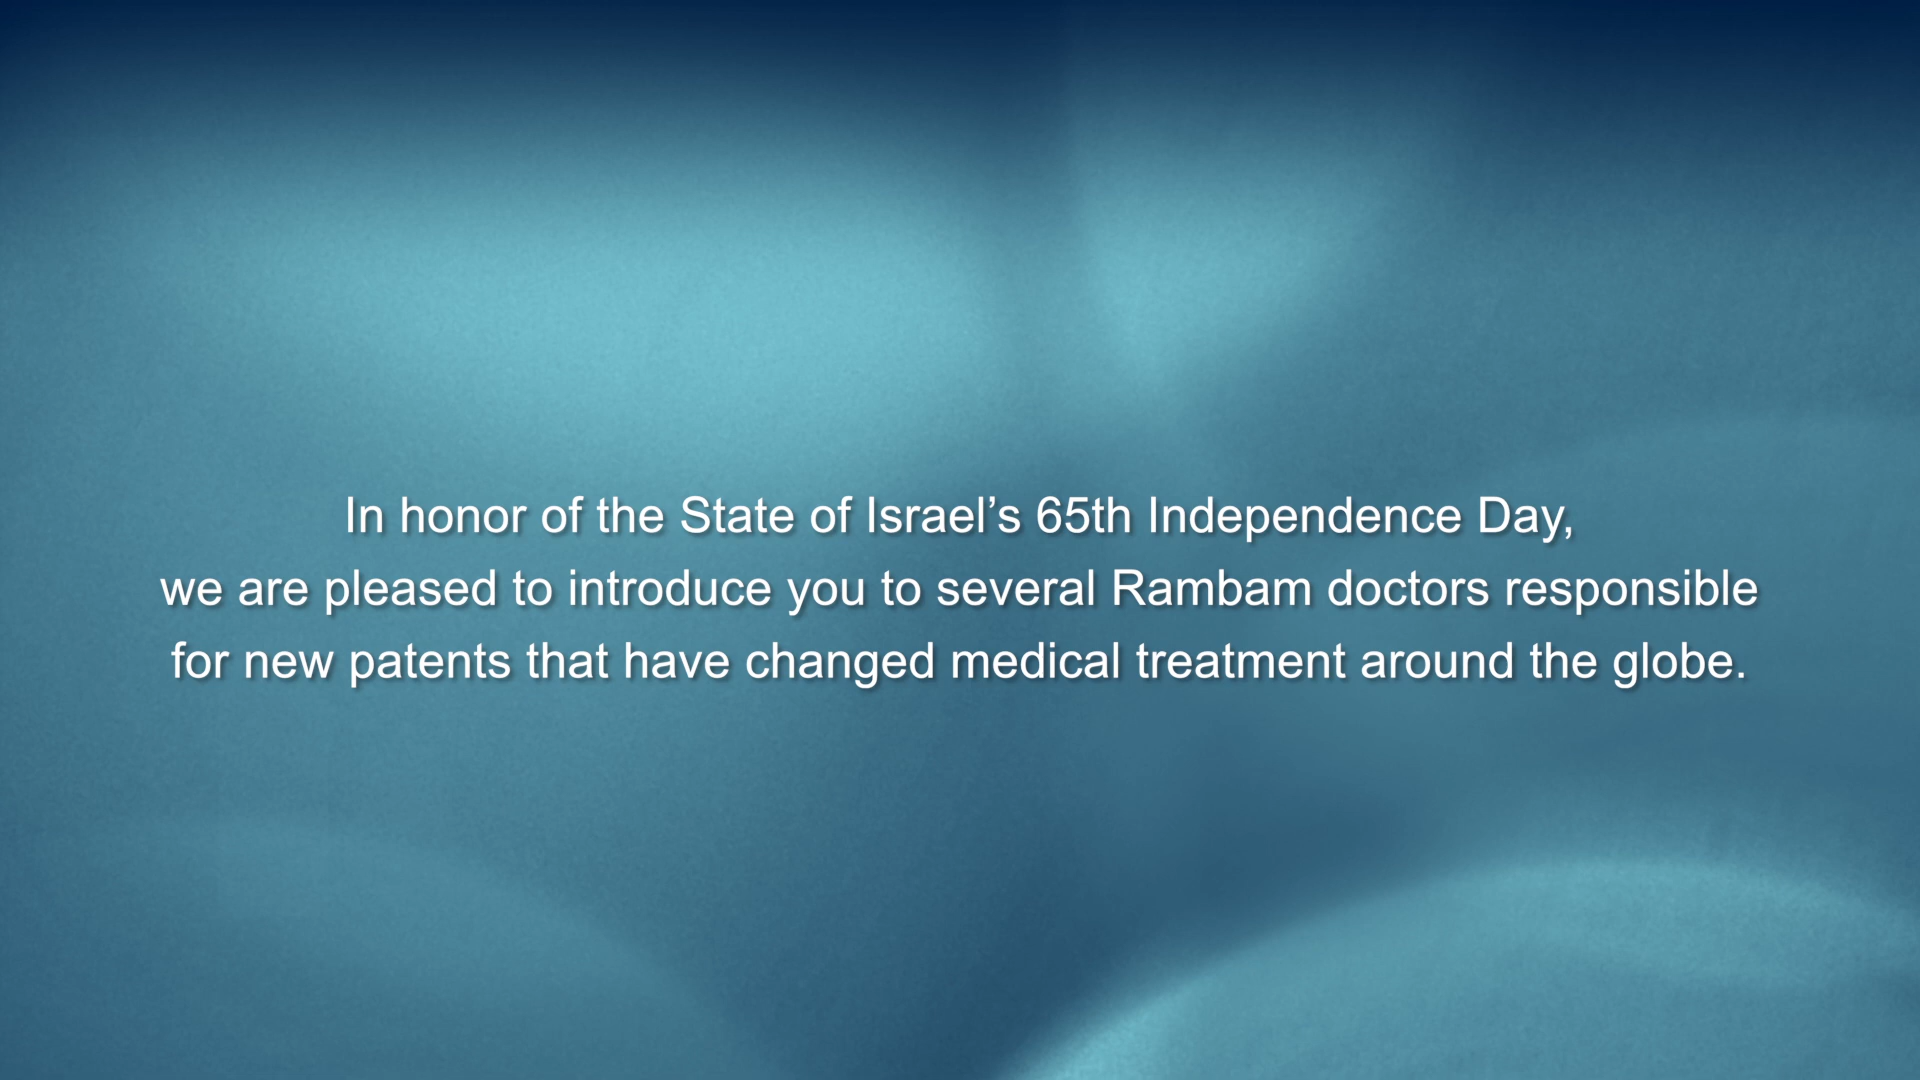 In honor of the State of Israel’s 65th Independence Day,
we are pleased to introduce you to several Rambam doctors responsible
for new patents that have changed medical treatment around the globe.